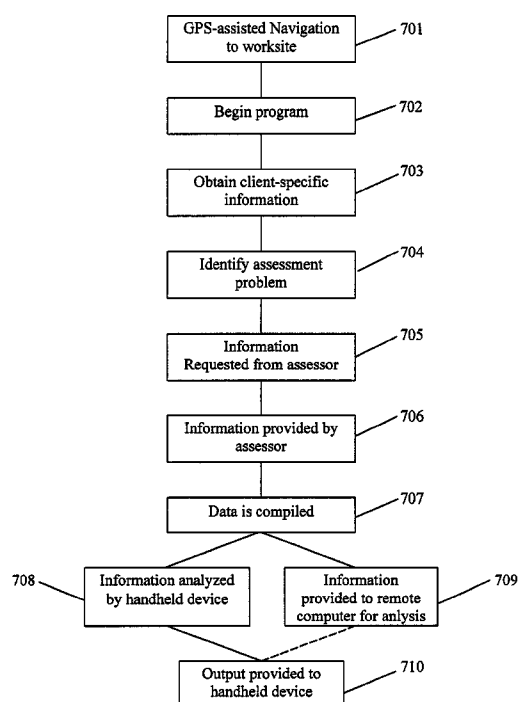 GPS-assisted Navigation
to worksite
701
Begin program
702
Obtain client-specific
information
703
Identify assessment
problem
704
Information
Requested from assessor
705
Information provided by
assessor
706
Data is compiled
707
708
Information analyzed
by handheld device
Information
provided to remote
computer for anlysis
709
Output provided to
handheld device
710